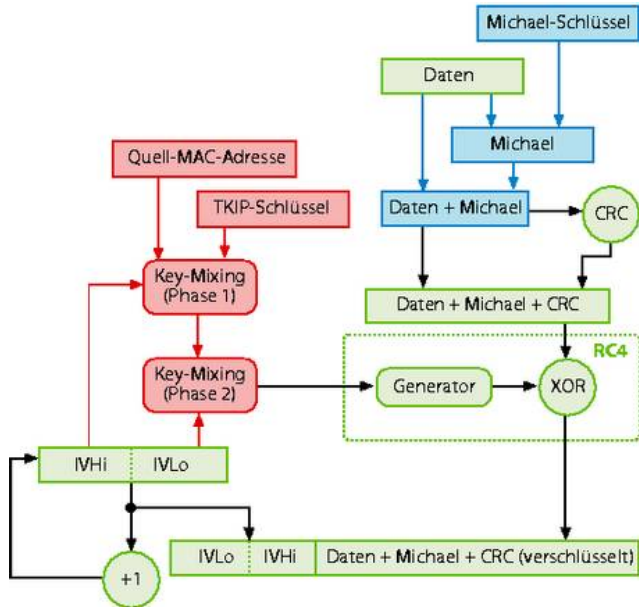 Michael-Schlüssel
Daten
Michael
Quell-MAC-Adresse
TKIP-Schlüssel
Daten + Michael
CRC
Key-Mixing
(Phase 1)
Daten + Michael + CRC
RC4
Key-Mixing
(Phase 2)
Generator
XOR
IVHi
IVLo
+1
IVLo
IVHi
Daten + Michael + CRC (verschlüsselt)